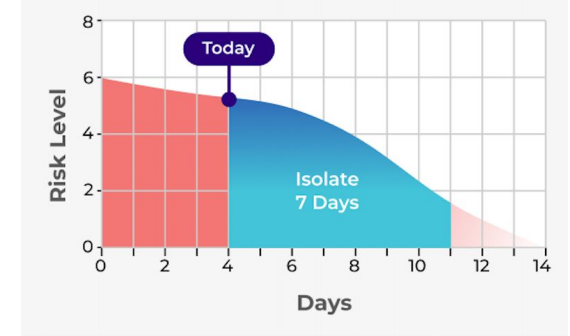 8
Today
6
Risk Level
4
Isolate
7 Days
2
0
0 2 4 6 8 10 12 14
Days